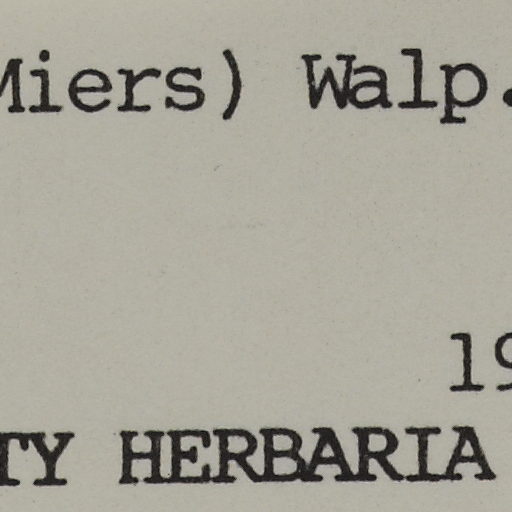 Miers) Walp.
19
TY HERBARIA